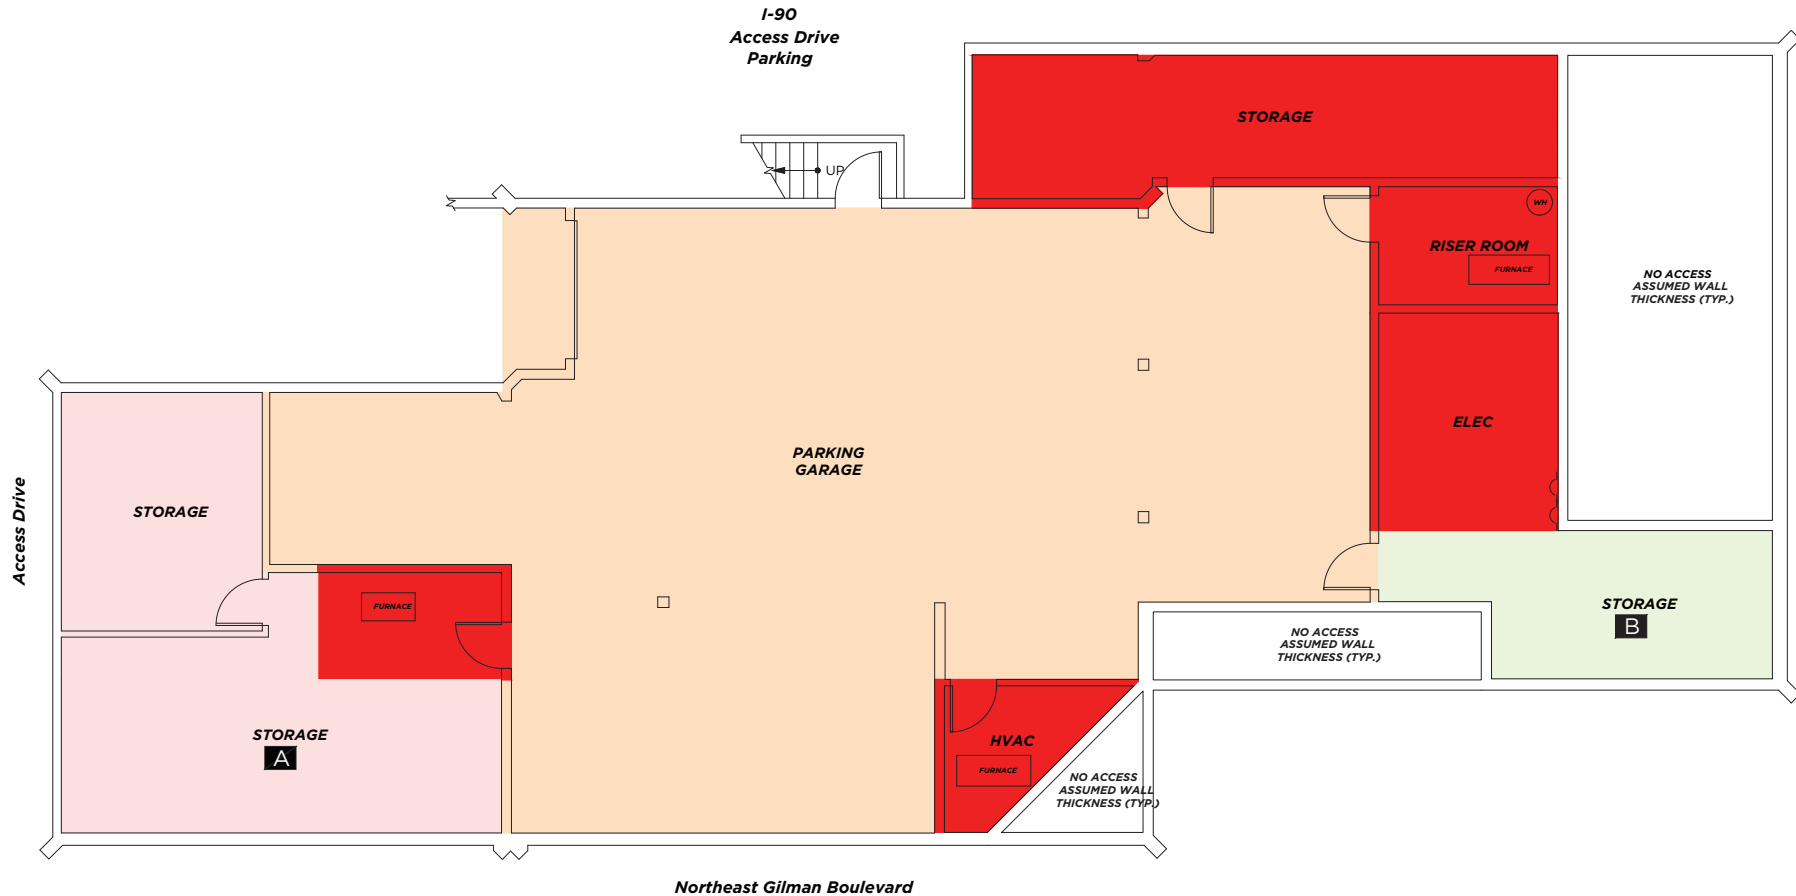 I-90
Access Drive
Parking
STORAGE
UP
WH
RISER ROOM
FURNACE
NO ACCESS
ASSUMED WALL
THICKNESS (TYP.)
ELEC
PARKING
GARAGE
Access Drive
STORAGE
FURNACE
STORAGE
B
NO ACCESS
ASSUMED WALL
THICKNESS (TYP.)
STORAGE
A
HVAC
FURNACE
NO ACCESS
ASSUMED WALL
THICKNESS (TYP.)
Northeast Gilman Boulevard